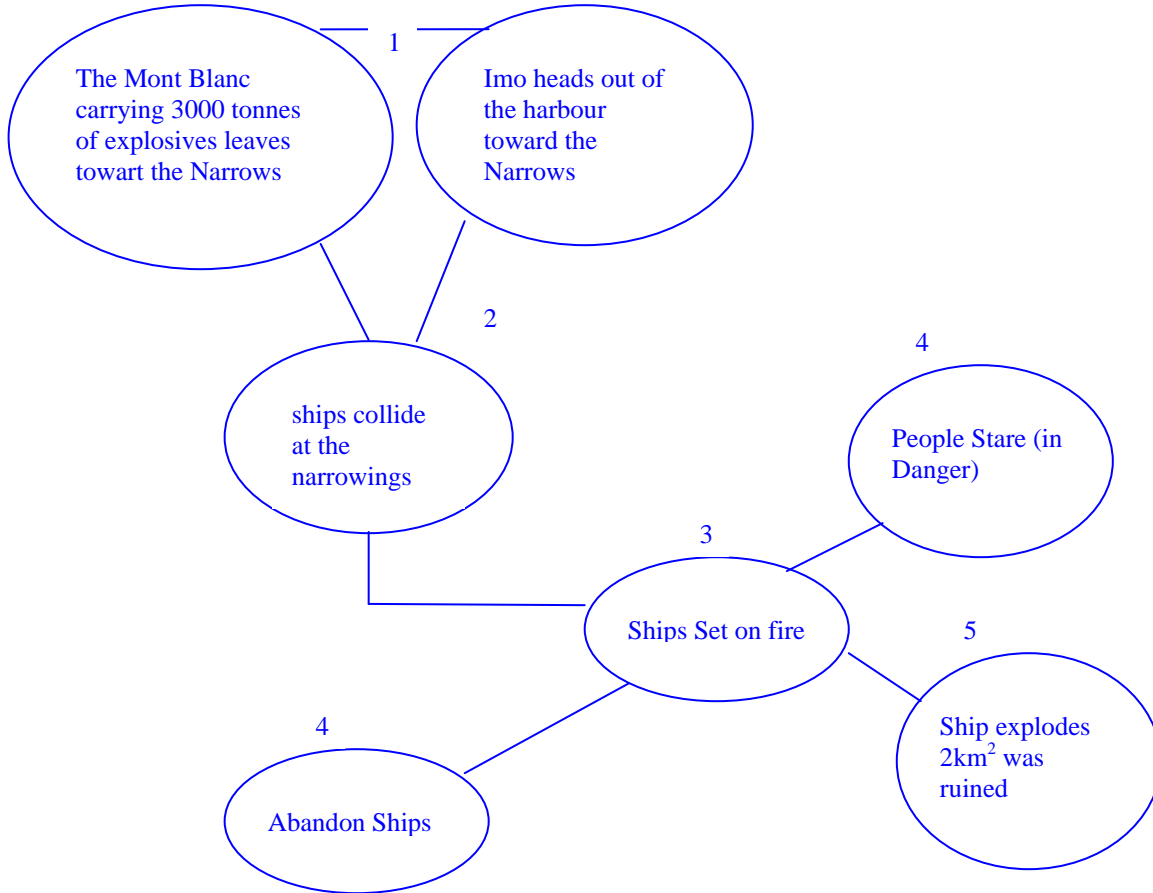 1
The Mont Blanc
carrying 3000 tonnes
of explosives leaves
towart the Narrows
Imo heads out of
the harbour
toward the
Narrows
2
ships collide
at the
narrowings
4
People Stare (in
Danger)
3
Ships Set on fire
5
Ship explodes
2km² was
ruined
4
Abandon Ships